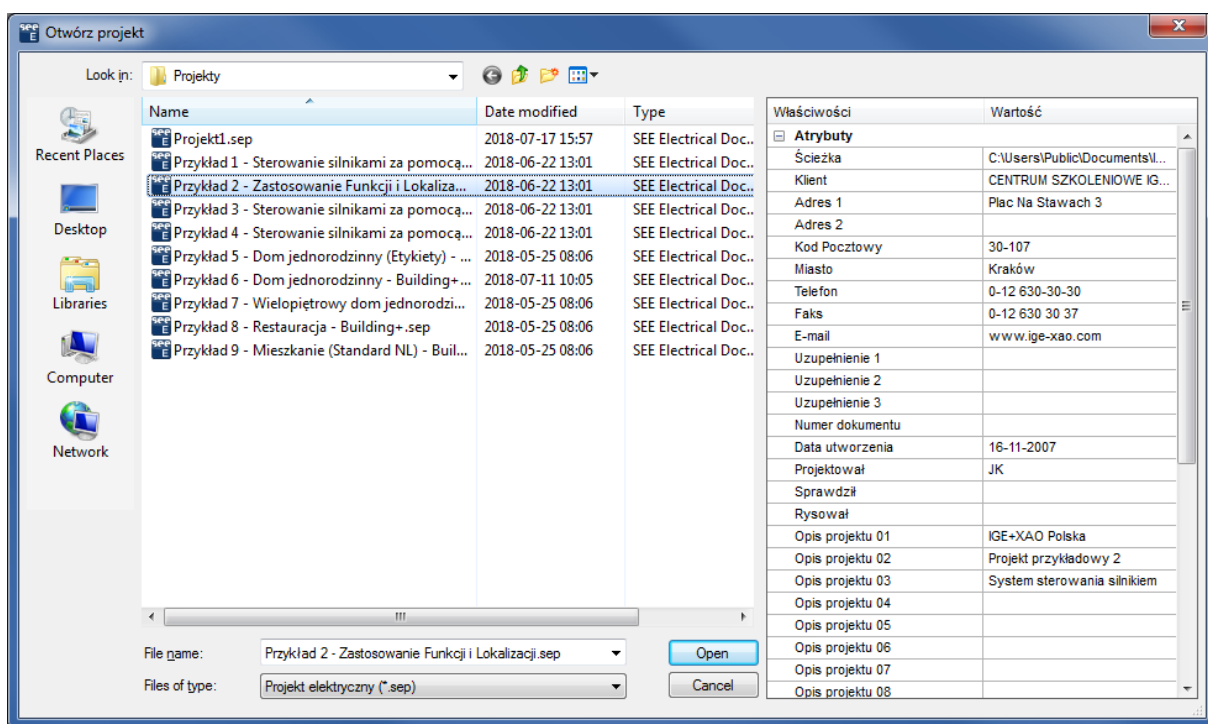 Otwórz projekt
Look in: Projekty
Recent Places
Desktop
Libraries
Computer
Network
Name Date modified Type
Projekt1.sep 2018-07-17 15:57 SEE Electrical Doc...
Przykład 1 - Sterowanie silnikami za pomocą... 2018-06-22 13:01 SEE Electrical Doc...
Przykład 2 - Zastosowanie Funkcji i Lokaliza... 2018-06-22 13:01 SEE Electrical Doc...
Przykład 3 - Sterowanie silnikami za pomocą... 2018-06-22 13:01 SEE Electrical Doc...
Przykład 4 - Sterowanie silnikami za pomocą... 2018-06-22 13:01 SEE Electrical Doc...
Przykład 5 - Dom jednorodzinny (Etykiety) - ... 2018-05-25 08:06 SEE Electrical Doc...
Przykład 6 - Dom jednorodzinny - Building+... 2018-07-11 10:05 SEE Electrical Doc...
Przykład 7 - Wielopiętrowy dom jednorodzi... 2018-05-25 08:06 SEE Electrical Doc...
Przykład 8 - Restauracja - Building+.sep 2018-05-25 08:06 SEE Electrical Doc...
Przykład 9 - Mieszkanie (Standard NL) - Buil... 2018-05-25 08:06 SEE Electrical Doc...
File name: Przykład 2 - Zastosowanie Funkcji i Lokalizacji.sep Open
Files of type: Projekt elektryczny (*.sep) Cancel
Właściwości Wartość
Atrybuty
Ścieżka C:\Users\Public\Documents\I...
Klient CENTRUM SZKOLENIOWE IG...
Adres 1 Plac Na Stawach 3
Adres 2
Kod Pocztowy 30-107
Miasto Kraków
Telefon 0-12 630-30-30
Faks 0-12 630 30 37
E-mail www.ige-xao.com
Uzupełnienie 1
Uzupełnienie 2
Uzupełnienie 3
Numer dokumentu
Data utworzenia 16-11-2007
Projektował JK
Sprawdził
Rysował
Opis projektu 01 IGE+XAO Polska
Opis projektu 02 Projekt przykładowy 2
Opis projektu 03 System sterowania silnikiem
Opis projektu 04
Opis projektu 05
Opis projektu 06
Opis projektu 07
Opis projektu 08